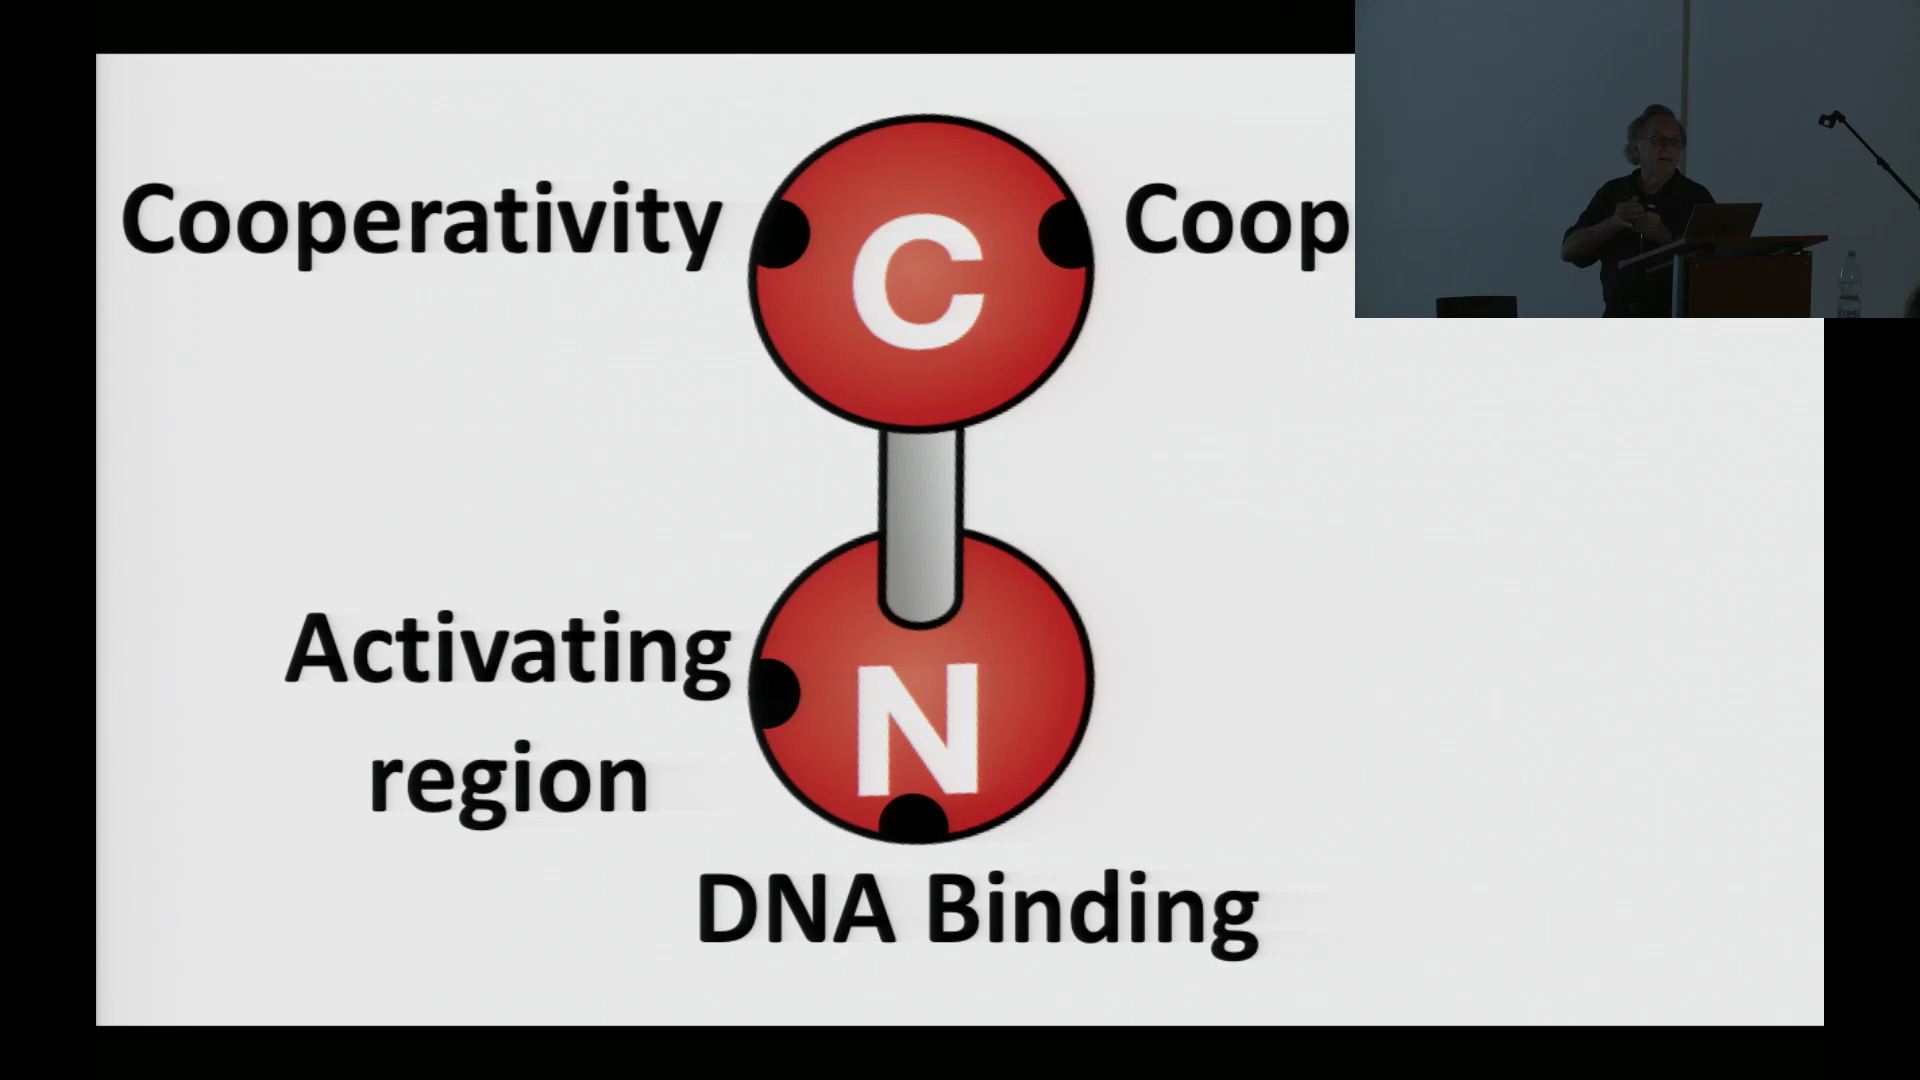 Cooperativity
Coop
C
Activating
region
N
DNA Binding